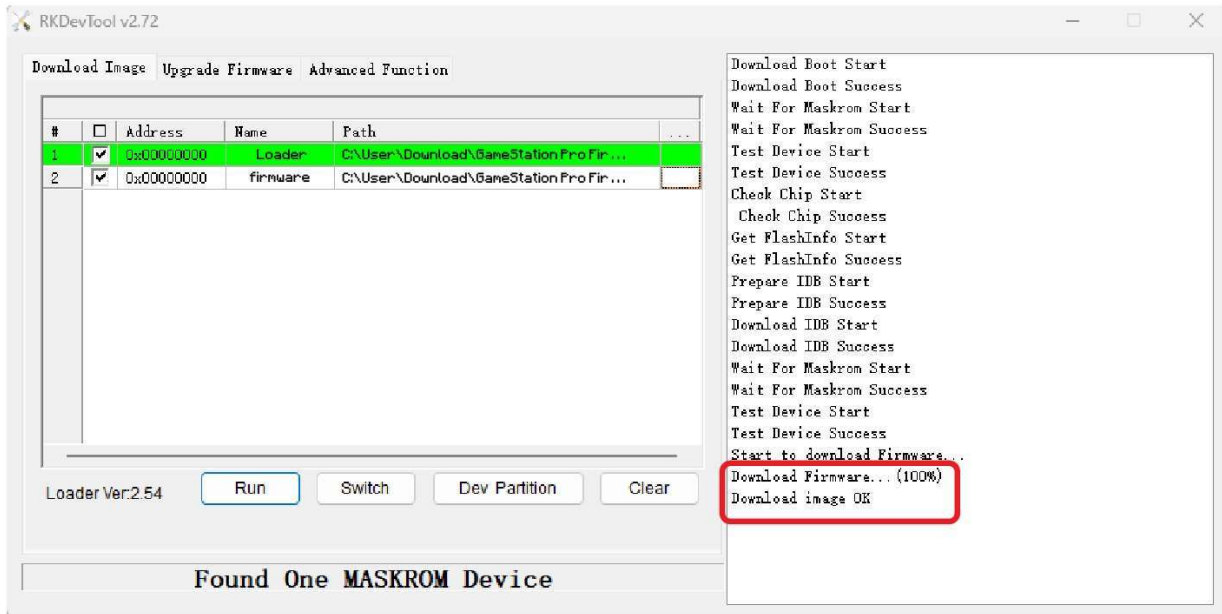 RKDevTool v2.72
Download Image Upgrade Firmware Advanced Function
# Address Name Path ...
1 0x00000000 Loader C:\User\Download\GameStation Pro Fir...
2 0x00000000 firmware C:\User\Download\GameStation Pro Fir...
Loader Ver:2.54 Run Switch Dev Partition Clear
Found One MASKROM Device
Download Boot Start
Download Boot Success
Wait For Maskrom Start
Wait For Maskrom Success
Test Device Start
Test Device Success
Check Chip Start
Check Chip Success
Get FlashInfo Start
Get FlashInfo Success
Prepare IDB Start
Prepare IDB Success
Download IDB Start
Download IDB Success
Wait For Maskrom Start
Wait For Maskrom Success
Test Device Start
Test Device Success
Start to download Firmware...
Download Firmware...(100%)
Download image OK